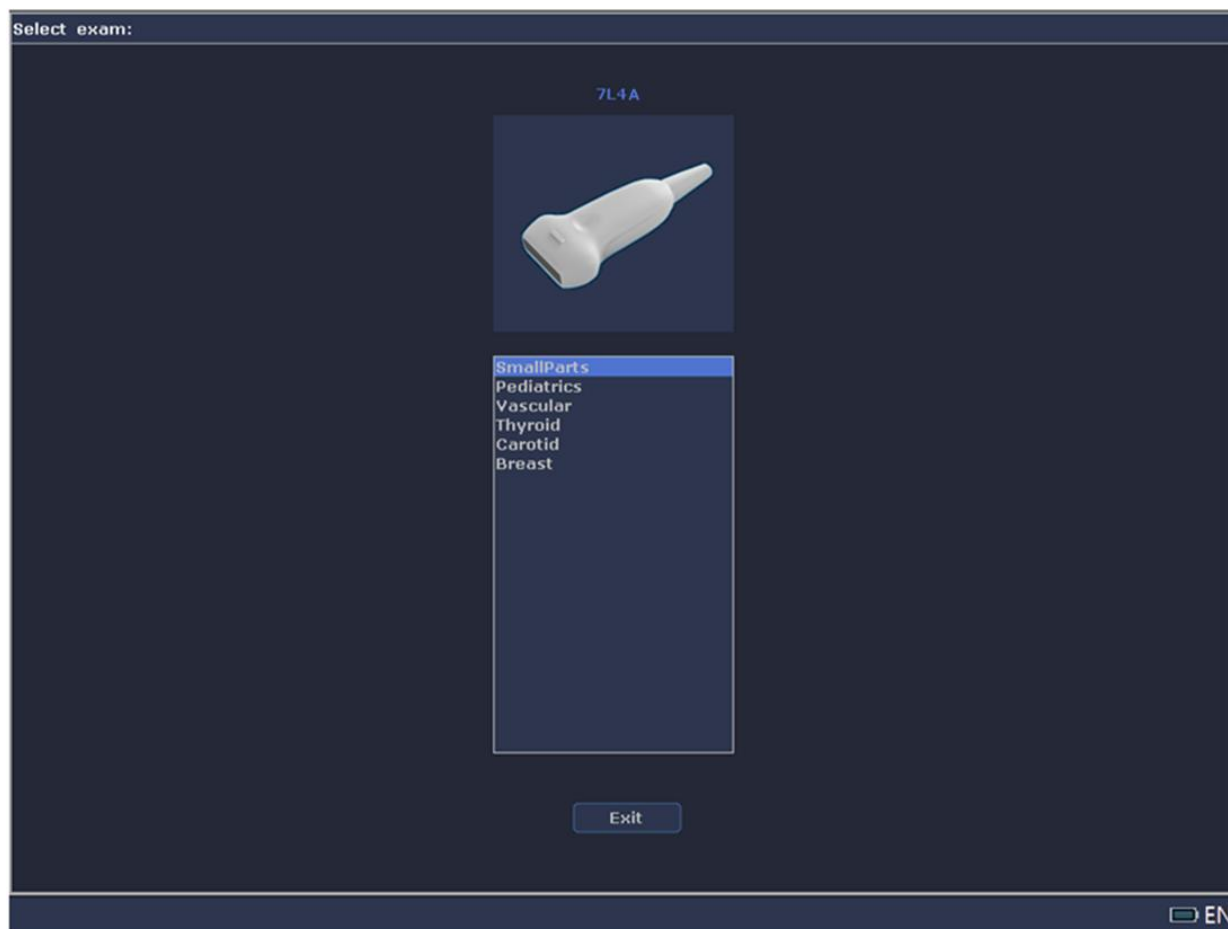 Select exam:
7L4A
SmallParts
Pediatrics
Vascular
Thyroid
Carotid
Breast
Exit
EN